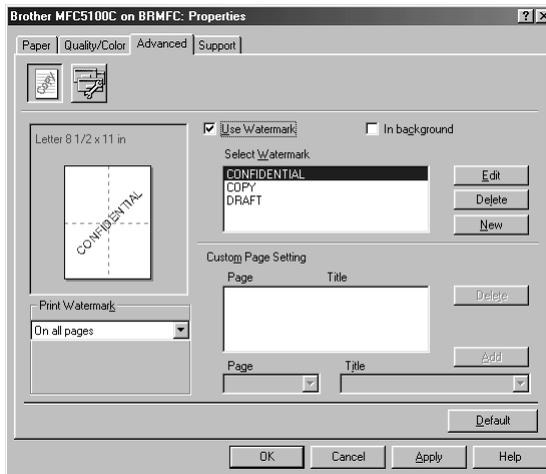 Brother MFC5100C on BRMFC: Properties
Paper Quality/Color Advanced Support
COPY
Letter 8 1/2 x 11 in
CONFIDENTIAL
Print Watermark
On all pages
Use Watermark In background
Select Watermark
CONFIDENTIAL
COPY
DRAFT
Edit
Delete
New
Custom Page Setting
Page Title
Delete
Add
Page Title
Default
OK Cancel Apply Help